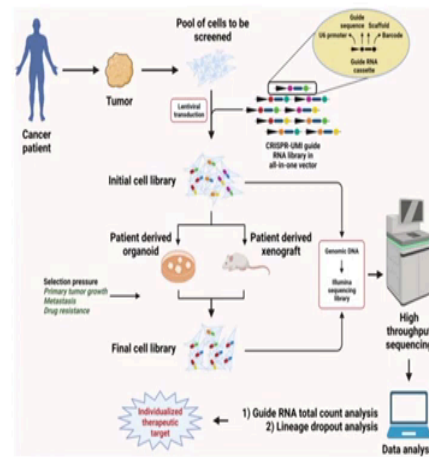 Pool of cells to be
screened
Guide
sequence
Scaffold
U6 promoter
Barcode
Guide RNA
cassette
Tumor
Cancer
patient
Lentiviral
transduction
CRISPR-UMI guide
RNA library in
all-in-one vector
Initial cell library
Patient derived
organoid
Patient derived
xenograft
Genomic DNA
Illumina
sequencing
library
Selection pressure
Primary tumor growth
Metastasis
Drug resistance
High
throughput
sequencing
Final cell library
Individualized
therapeutic
target
1) Guide RNA total count analysis
2) Lineage dropout analysis
Data analys